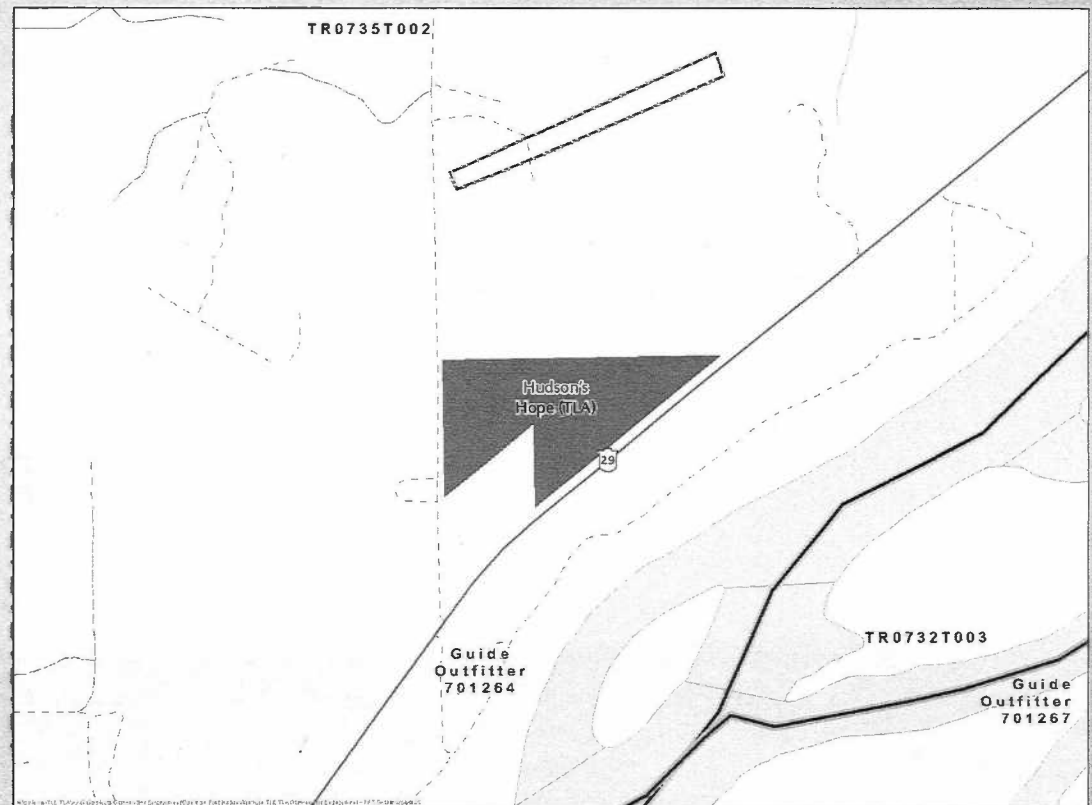 TR0735T002
Hudson's
Hope (TLA)
29
TR0732T003
Guide
Outfitter
701264
Guide
Outfitter
701267